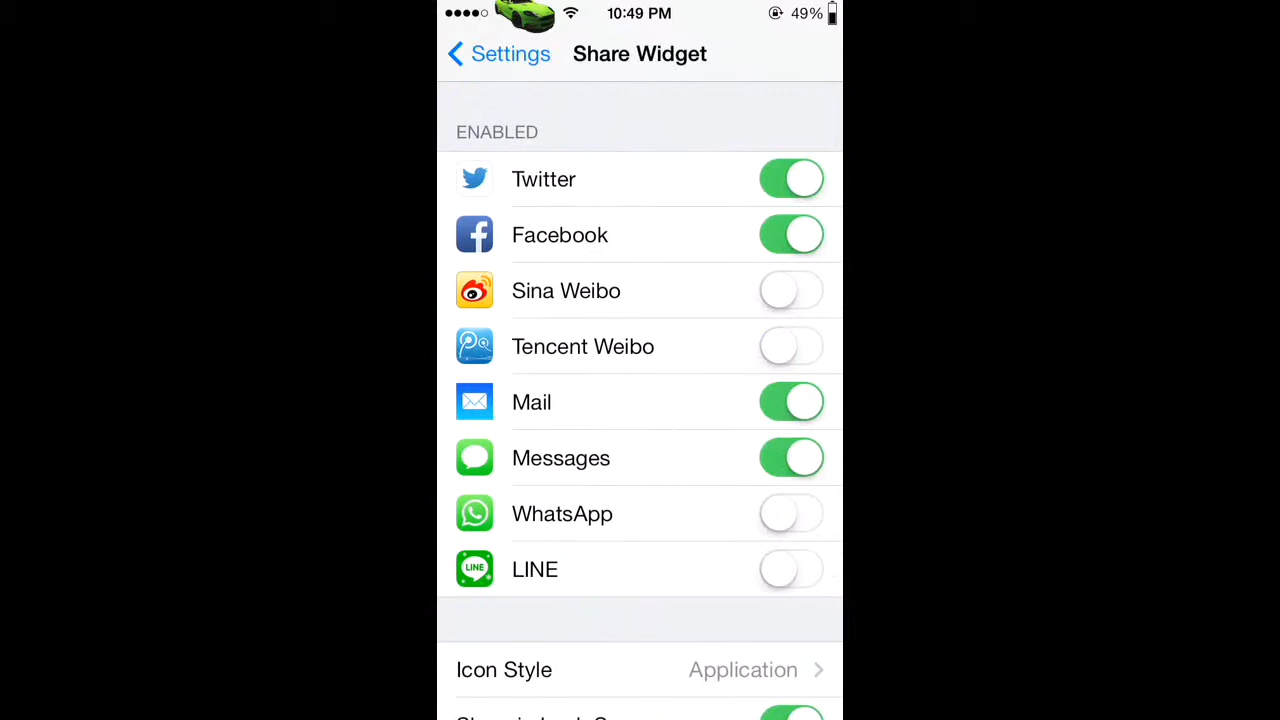 10:49 PM 49%
Settings Share Widget
ENABLED
Twitter
Facebook
Sina Weibo
Tencent Weibo
Mail
Messages
WhatsApp
LINE LINE
Icon Style Application